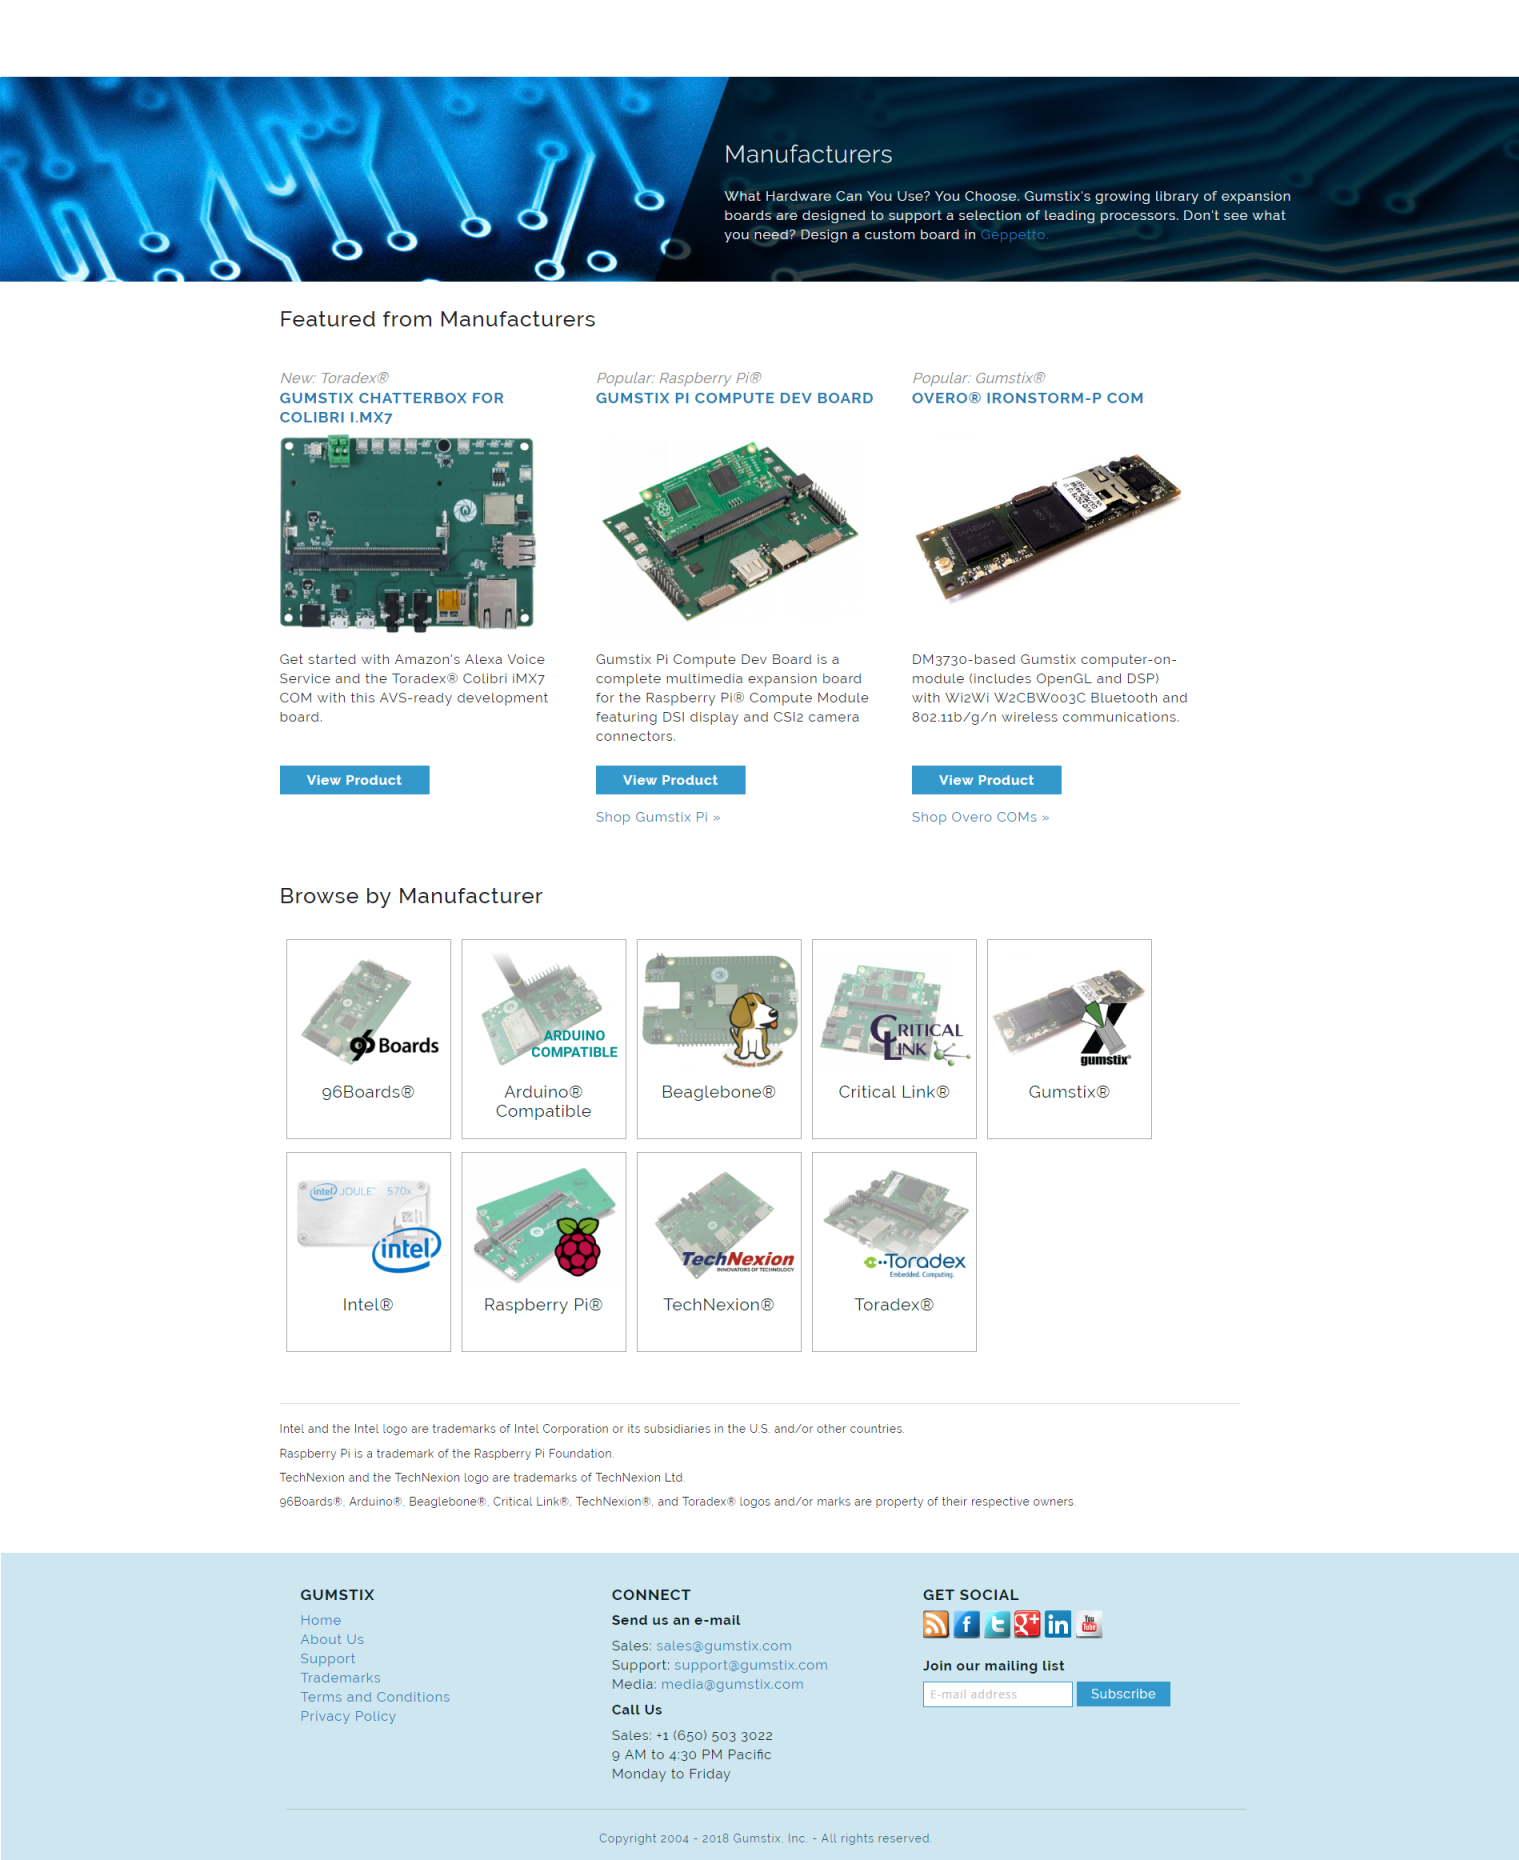 Manufacturers
What Hardware Can You Use? You Choose. Gumstix's growing library of expansion
boards are designed to support a selection of leading processors. Don't see what
you need? Design a custom board in Geppetto.
Featured from Manufacturers
New: Toradex®
GUMSTIX CHATTERBOX FOR
COLIBRI I.MX7
Get started with Amazon's Alexa Voice
Service and the Toradex® Colibri iMX7
COM with this AVS-ready development
board.
View Product
Popular: Raspberry Pi®
GUMSTIX PI COMPUTE DEV BOARD
Gumstix Pi Compute Dev Board is a
complete multimedia expansion board
for the Raspberry Pi® Compute Module
featuring DSI display and CSI2 camera
connectors.
View Product
Shop Gumstix Pi »
Popular: Gumstix®
OVERO® IRONSTORM-P COM
DM3730-based Gumstix computer-on-
module (includes OpenGL and DSP)
with Wi2Wi W2CBW003C Bluetooth and
802.11b/g/n wireless communications.
View Product
Shop Overo COMs »
Browse by Manufacturer
96 Boards
96Boards®
ARDUINO
COMPATIBLE
Arduino®
Compatible
beagleboard compatible
Beaglebone®
CRITICAL
LINK
Critical Link®
gumstix®
Gumstix®
intel JOULE™ 570x
intel
Intel®
Raspberry Pi®
TechNexion
INNOVATORS OF TECHNOLOGY
TechNexion®
Toradex
Embedded. Computing.
Toradex®
Intel and the Intel logo are trademarks of Intel Corporation or its subsidiaries in the U.S. and/or other countries.
Raspberry Pi is a trademark of the Raspberry Pi Foundation.
TechNexion and the TechNexion logo are trademarks of TechNexion Ltd.
96Boards®, Arduino®, Beaglebone®, Critical Link®, TechNexion®, and Toradex® logos and/or marks are property of their respective owners.
GUMSTIX
Home
About Us
Support
Trademarks
Terms and Conditions
Privacy Policy
CONNECT
Send us an e-mail
Sales: sales@gumstix.com
Support: support@gumstix.com
Media: media@gumstix.com
Call Us
Sales: +1 (650) 503 3022
9 AM to 4:30 PM Pacific
Monday to Friday
GET SOCIAL
You
Tube
Join our mailing list
E-mail address
Subscribe
Copyright 2004 - 2018 Gumstix, Inc. - All rights reserved.